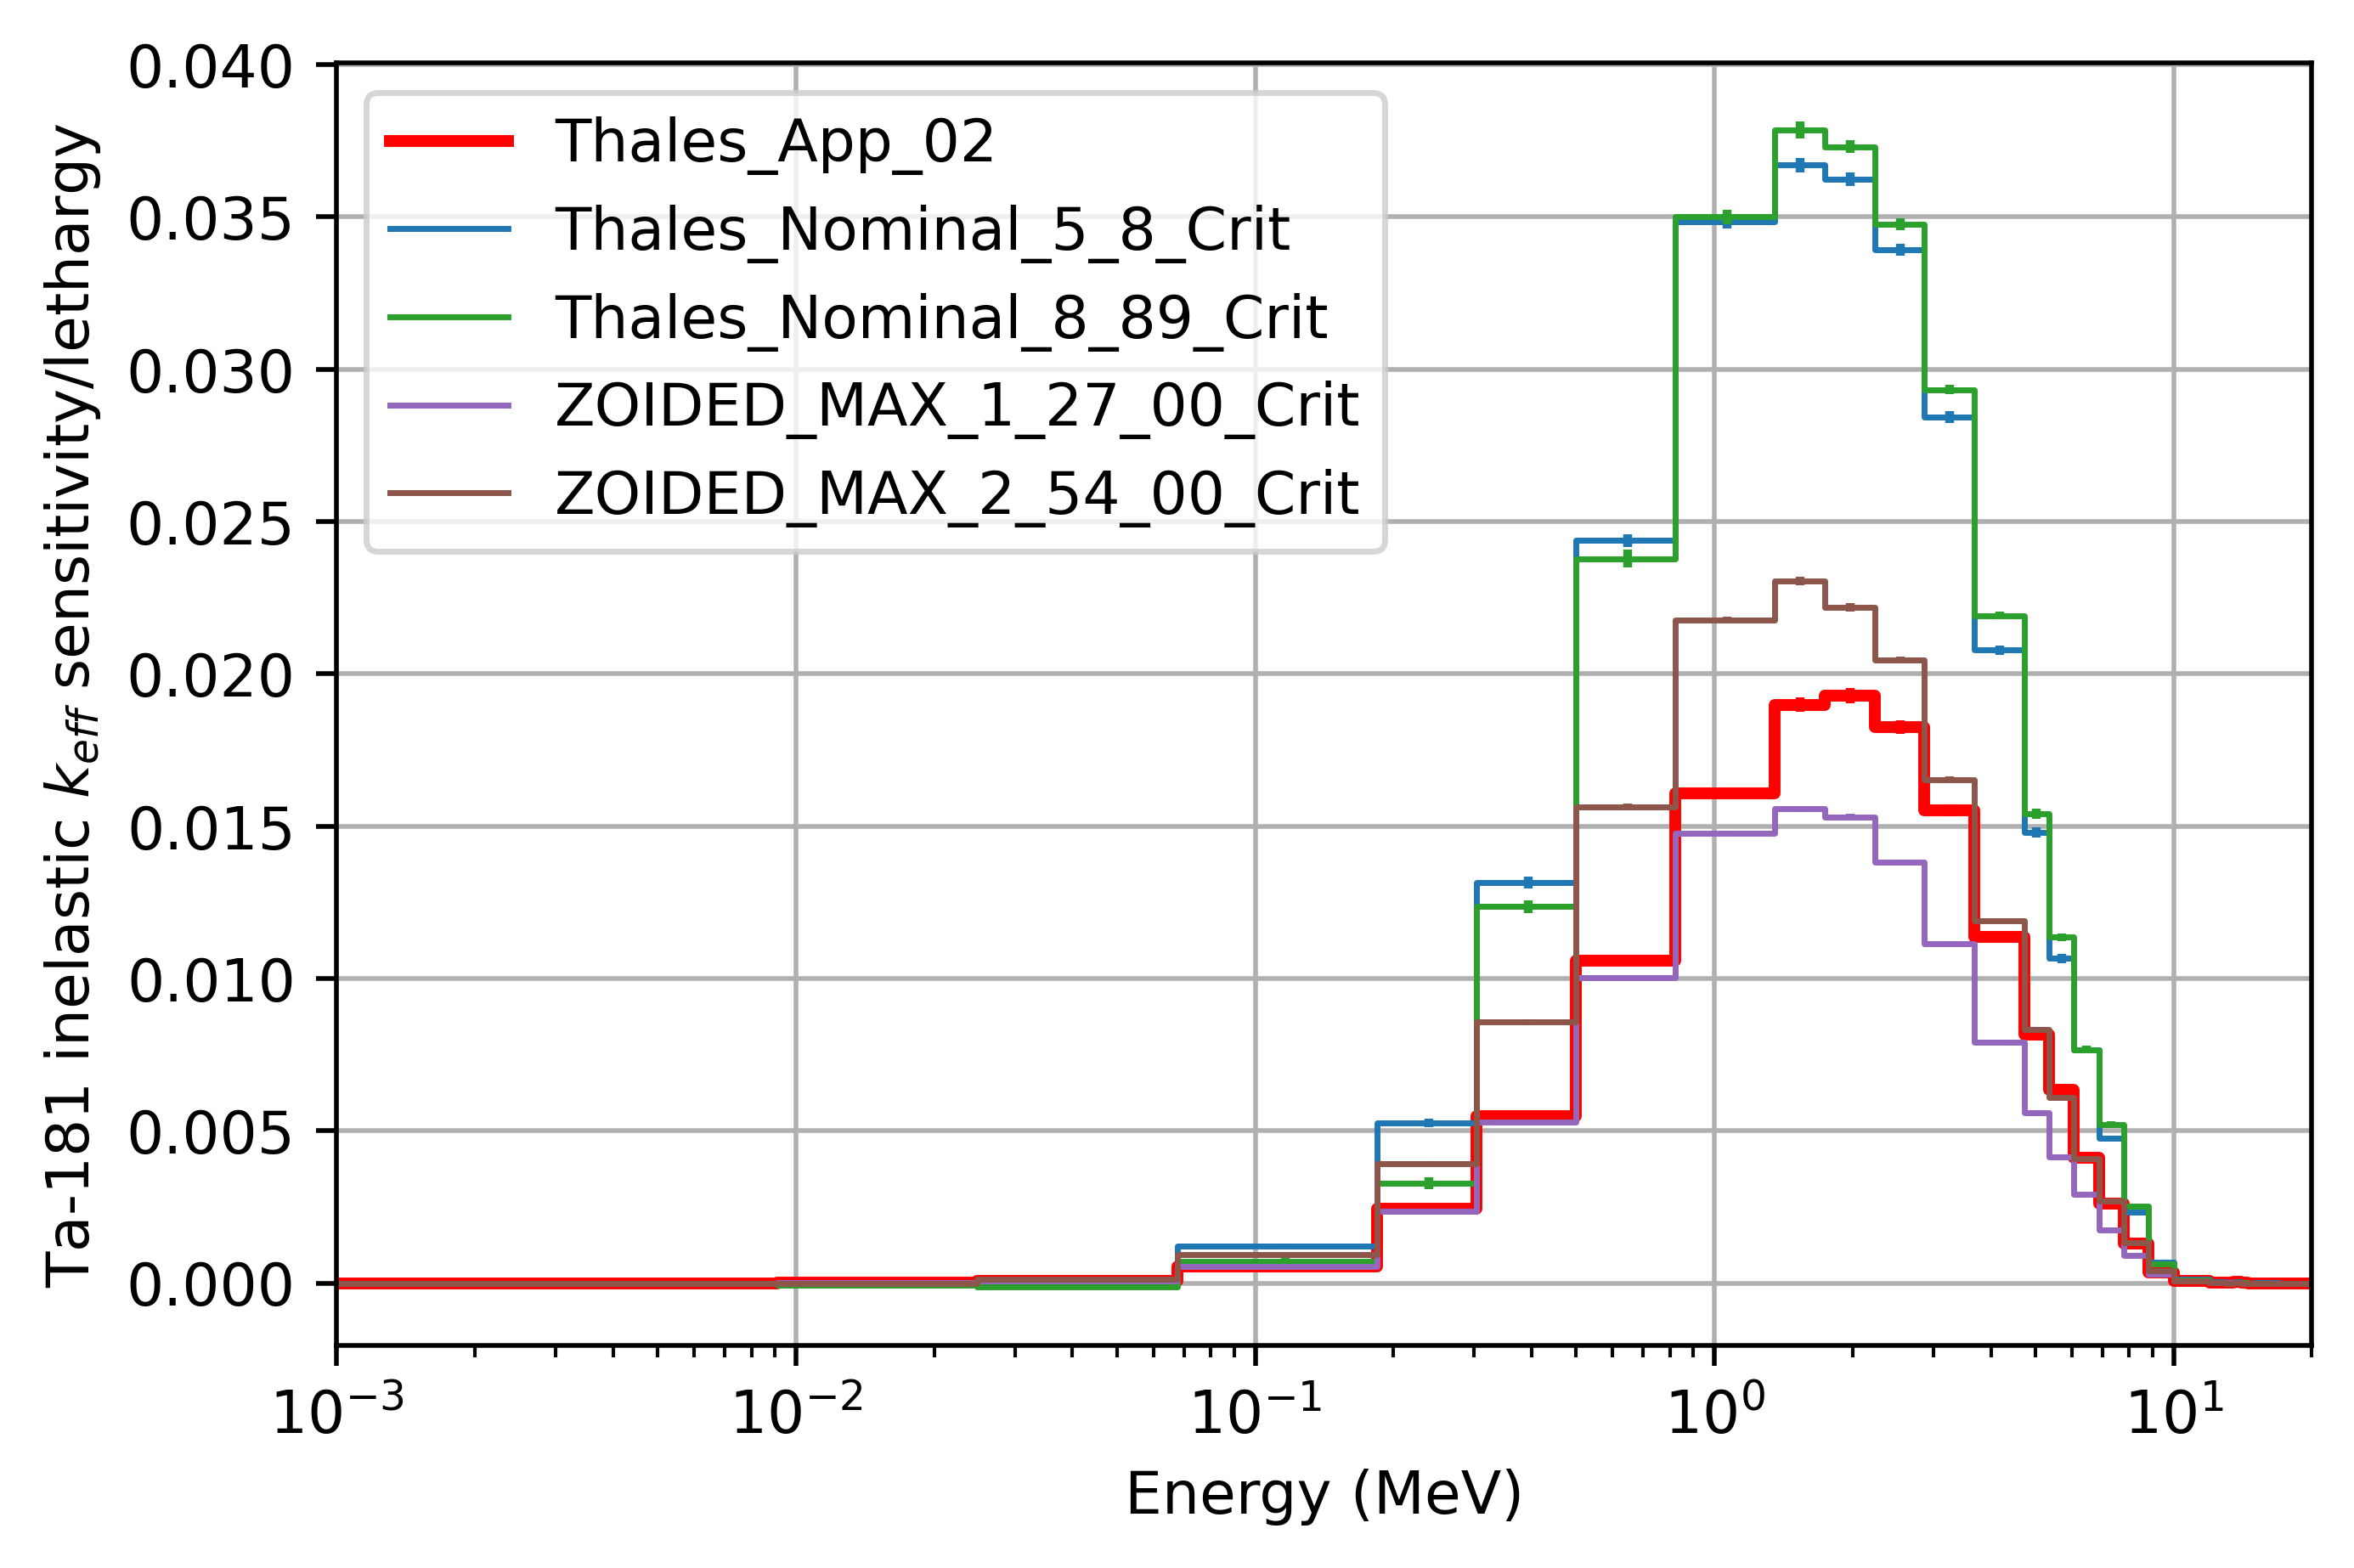 Ta-181 inelastic k_eff sensitivity/lethargy
0.040
0.035
0.030
0.025
0.020
0.015
0.010
0.005
0.000
Thales_App_02
Thales_Nominal_5_8_Crit
Thales_Nominal_8_89_Crit
ZOIDED_MAX_1_27_00_Crit
ZOIDED_MAX_2_54_00_Crit
10⁻³ 10⁻² 10⁻¹ 10⁰ 10¹
Energy (MeV)